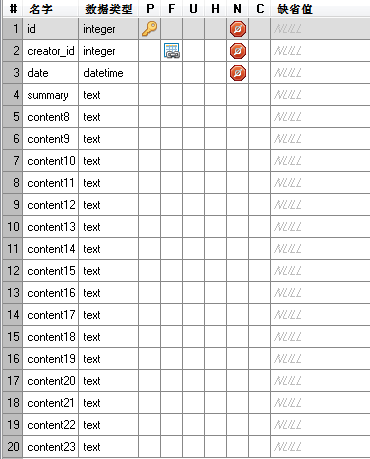 # 名字 数据类型 P F U H N C 缺省值
1 id integer NULL
2 creator_id integer NULL
3 date datetime NULL
4 summary text NULL
5 content8 text NULL
6 content9 text NULL
7 content10 text NULL
8 content11 text NULL
9 content12 text NULL
10 content13 text NULL
11 content14 text NULL
12 content15 text NULL
13 content16 text NULL
14 content17 text NULL
15 content18 text NULL
16 content19 text NULL
17 content20 text NULL
18 content21 text NULL
19 content22 text NULL
20 content23 text NULL